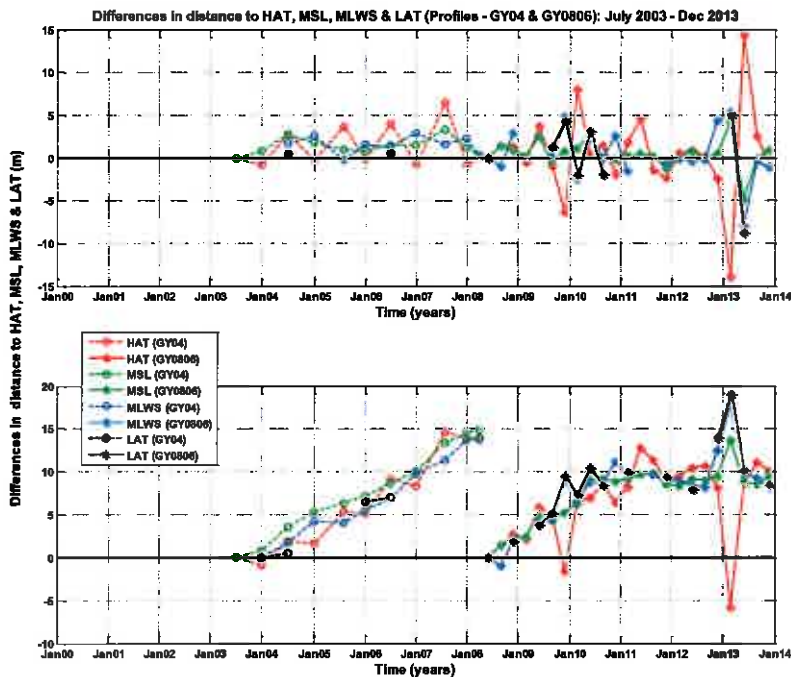 Differences in distance to HAT, MSL, MLWS & LAT (Profiles - GY04 & GY0806): July 2003 - Dec 2013
Differences in distance to HAT, MSL, MLWS & LAT (m)
15
10
5
0
-5
-10
-15
Jan00 Jan01 Jan02 Jan03 Jan04 Jan05 Jan06 Jan07 Jan08 Jan09 Jan10 Jan11 Jan12 Jan13 Jan14
Time (years)
HAT (GY04)
HAT (GY0806)
MSL (GY04)
MSL (GY0806)
MLWS (GY04)
MLWS (GY0806)
LAT (GY04)
LAT (GY0806)
20
15
10
5
0
-5
-10
Jan00 Jan01 Jan02 Jan03 Jan04 Jan05 Jan06 Jan07 Jan08 Jan09 Jan10 Jan11 Jan12 Jan13 Jan14
Time (years)